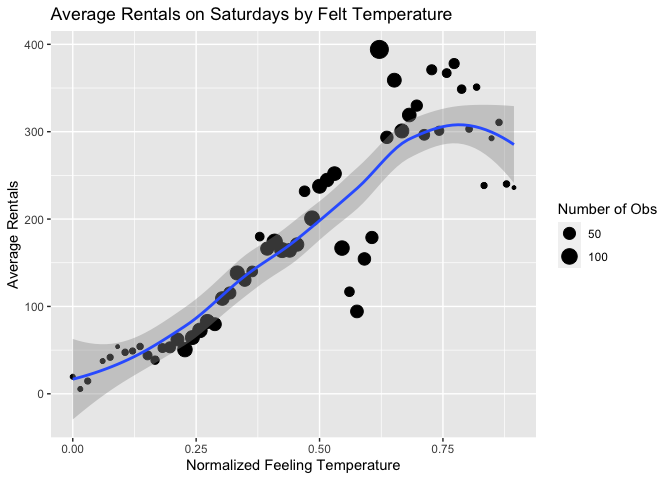 Average Rentals on Saturdays by Felt Temperature
400
300
200
100
0
Average Rentals
0.00 0.25 0.50 0.75
Normalized Feeling Temperature
Number of Obs
50
100